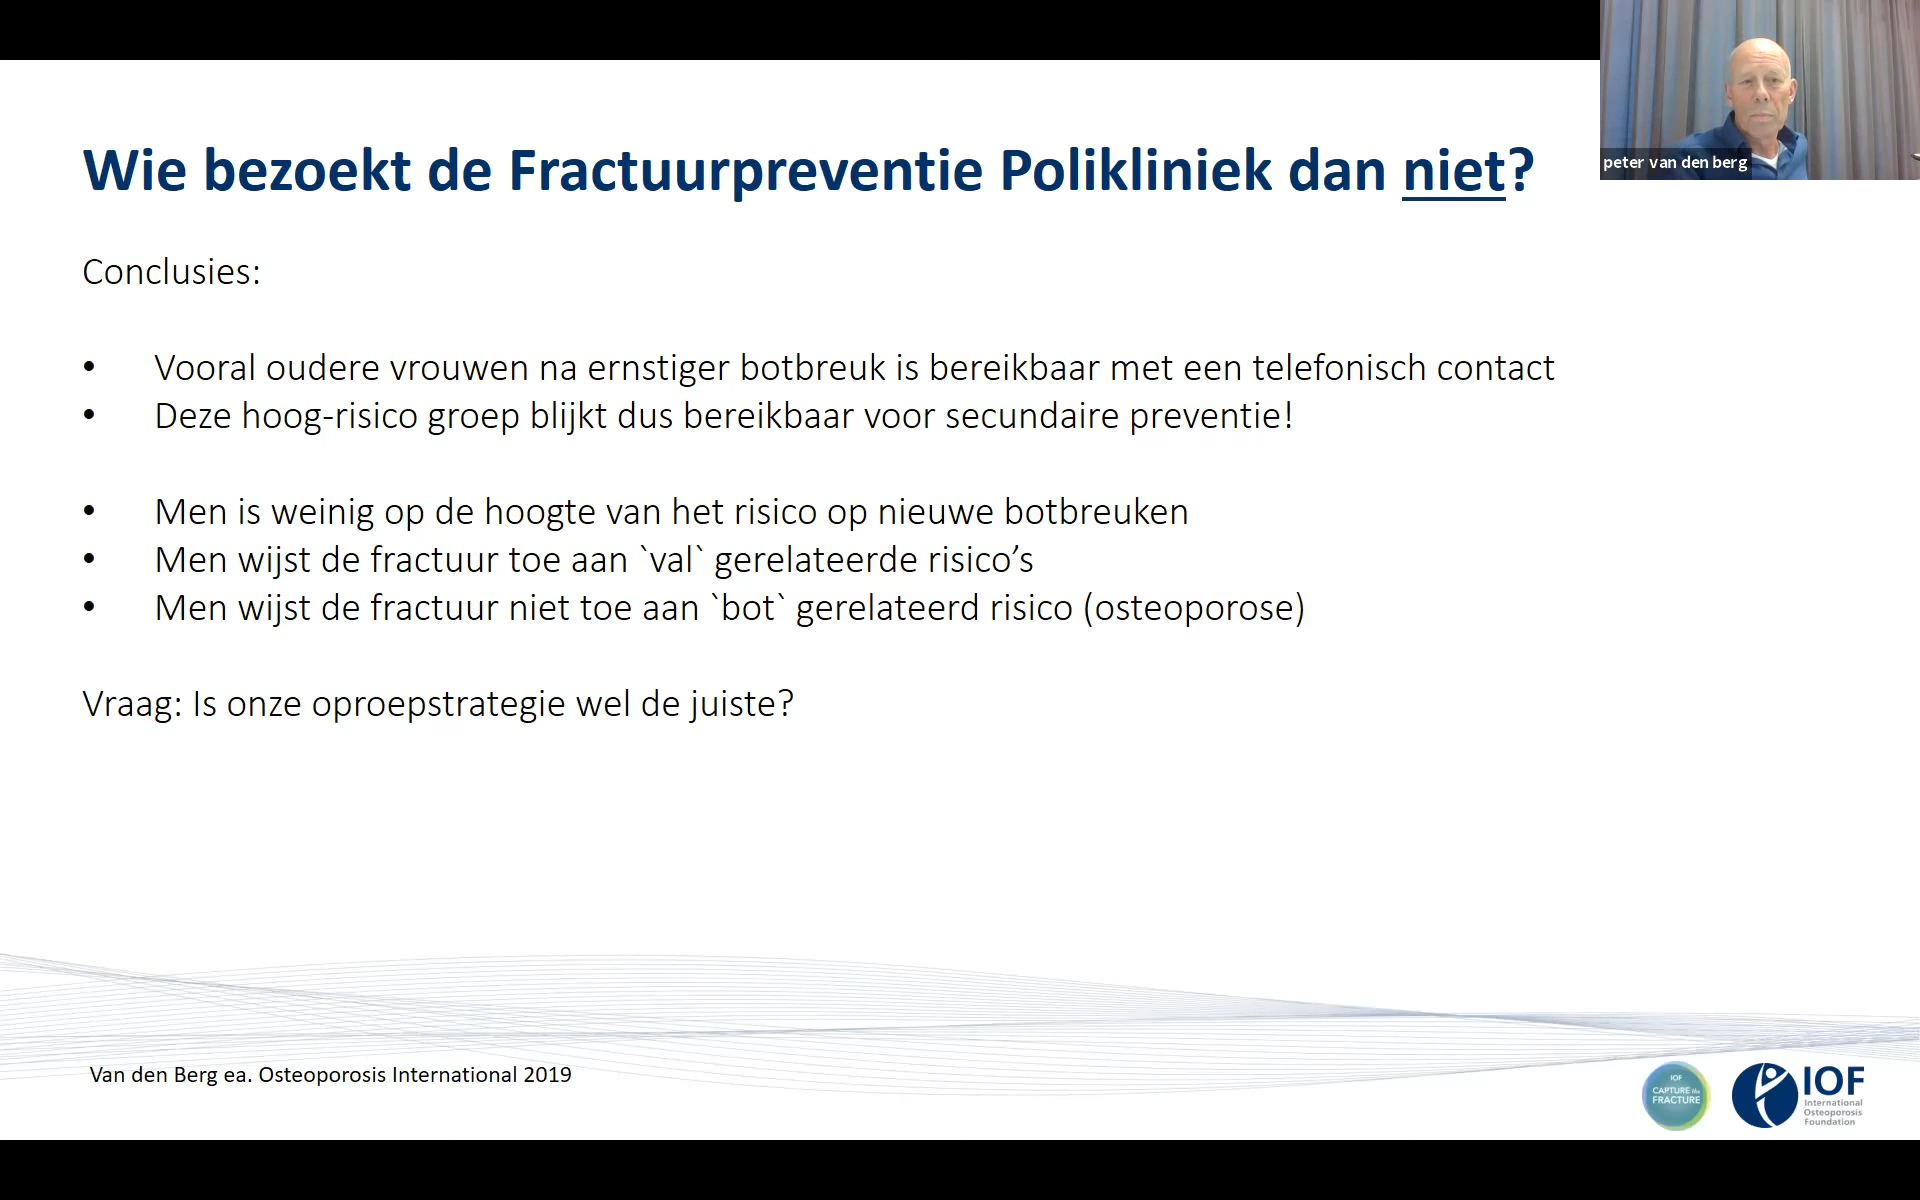 peter van den berg
Wie bezoekt de Fractuurpreventie Polikliniek dan niet?
Conclusies:
• Vooral oudere vrouwen na ernstiger botbreuk is bereikbaar met een telefonisch contact
• Deze hoog-risico groep blijkt dus bereikbaar voor secundaire preventie!
• Men is weinig op de hoogte van het risico op nieuwe botbreuken
• Men wijst de fractuur toe aan `val` gerelateerde risico’s
• Men wijst de fractuur niet toe aan `bot` gerelateerd risico (osteoporose)
Vraag: Is onze oproepstrategie wel de juiste?
Van den Berg ea. Osteoporosis International 2019
IOF
CAPTURE the
FRACTURE
IOF
International
Osteoporosis
Foundation